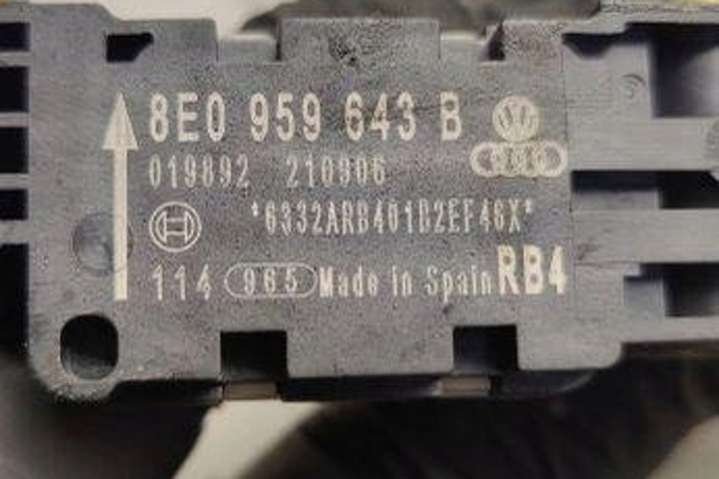 8E0 959 643 B
019892 210906
*6332ARB401D2EF46X*
114 965 Made in Spain RB4